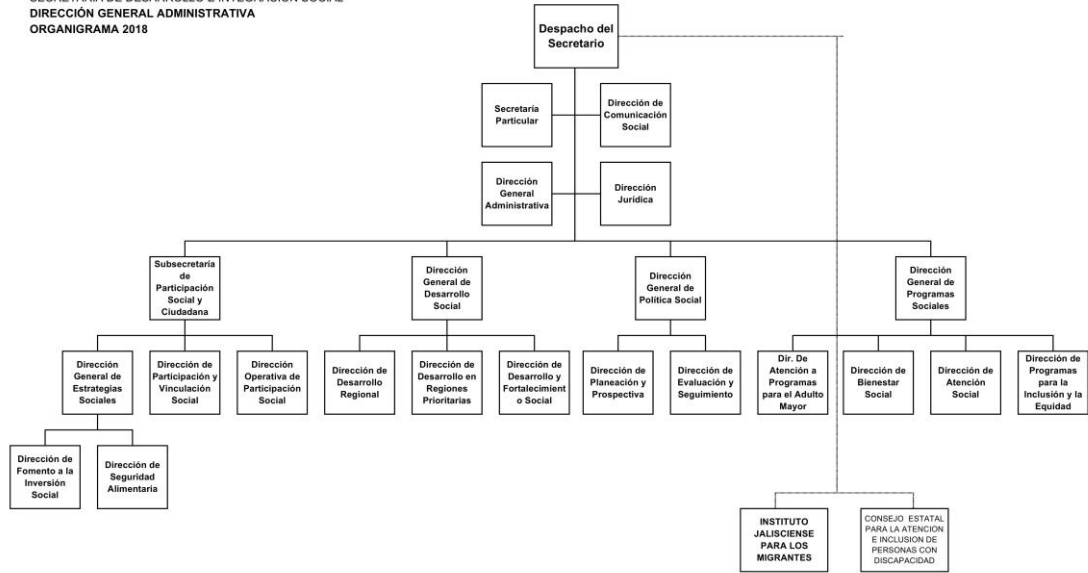 SECRETARÍA DE DESARROLLO E INTEGRACIÓN SOCIAL
DIRECCIÓN GENERAL ADMINISTRATIVA
ORGANIGRAMA 2018
Despacho del
Secretario
Secretaría
Particular
Dirección de
Comunicación
Social
Dirección
General
Administrativa
Dirección
Jurídica
Subsecretaría
de
Participación
Social y
Ciudadana
Dirección
General de
Desarrollo
Social
Dirección
General de
Política Social
Dirección
General de
Programas
Sociales
Dirección
General de
Estrategias
Sociales
Dirección de
Participación y
Vinculación
Social
Dirección
Operativa de
Participación
Social
Dirección de
Desarrollo
Regional
Dirección de
Desarrollo en
Regiones
Prioritarias
Dirección de
Desarrollo y
Fortaleciment
o Social
Dirección de
Planeación y
Prospectiva
Dirección de
Evaluación y
Seguimiento
Dir. De
Atención a
Programas
para el Adulto
Mayor
Dirección de
Bienestar
Social
Dirección de
Atención
Social
Dirección de
Programas
para la
Inclusión y la
Equidad
Dirección de
Fomento a la
Inversión
Social
Dirección de
Seguridad
Alimentaria
INSTITUTO
JALISCIENSE
PARA LOS
MIGRANTES
CONSEJO ESTATAL
PARA LA ATENCION
E INCLUSION DE
PERSONAS CON
DISCAPACIDAD